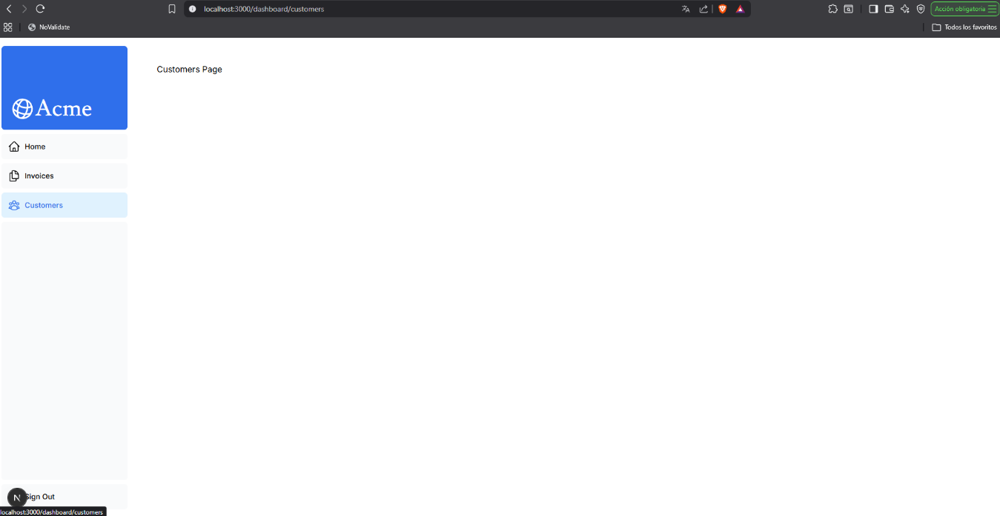 localhost:3000/dashboard/customers
Acción obligatoria
NoValidate
Todos los favoritos
Customers Page
Acme
Home
Invoices
Customers
N
Sign Out
localhost:3000/dashboard/customers